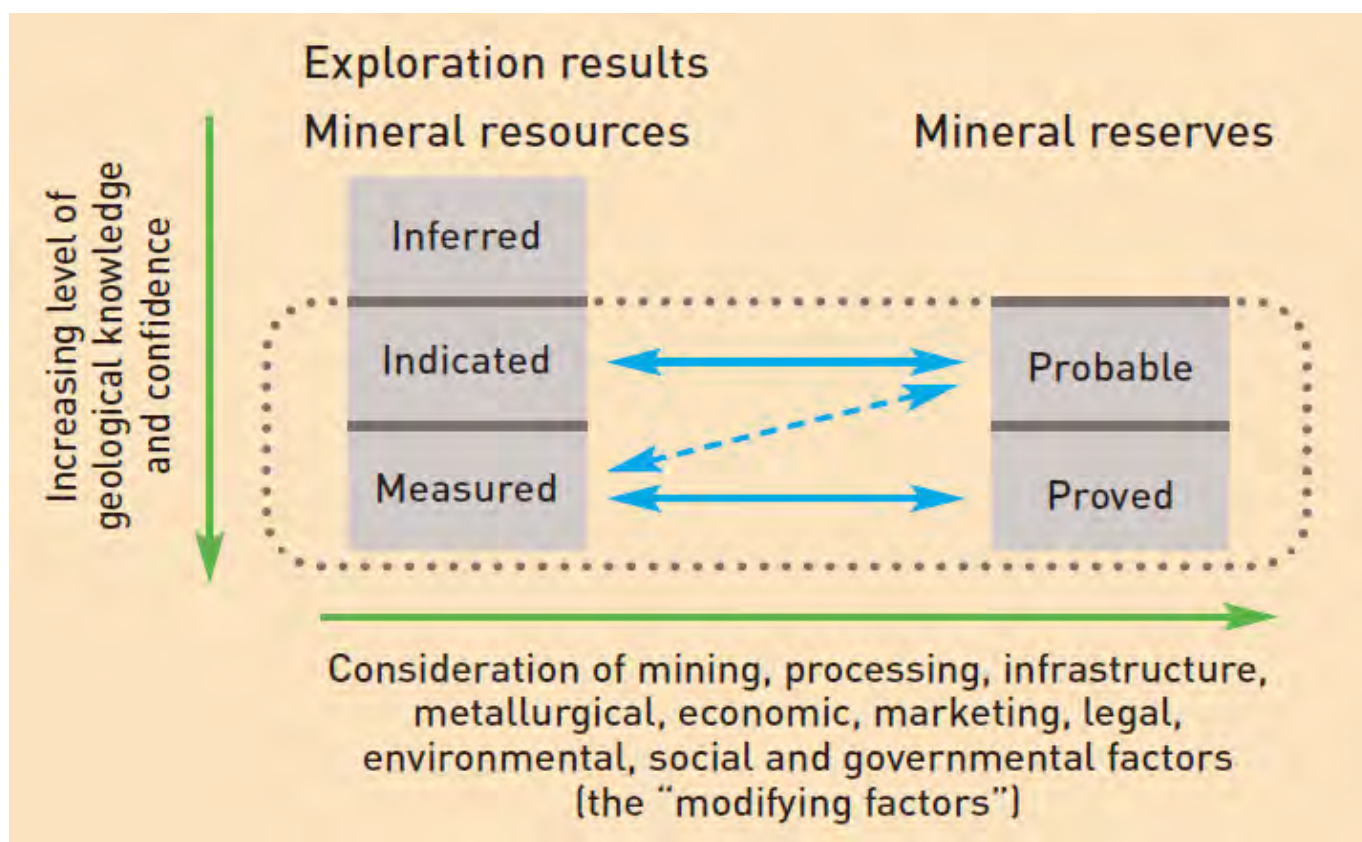 Exploration results
Mineral resources
Mineral reserves
Increasing level of
geological knowledge
and confidence
Inferred
Indicated
Measured
Probable
Proved
Consideration of mining, processing, infrastructure,
metallurgical, economic, marketing, legal,
environmental, social and governmental factors
(the “modifying factors”)